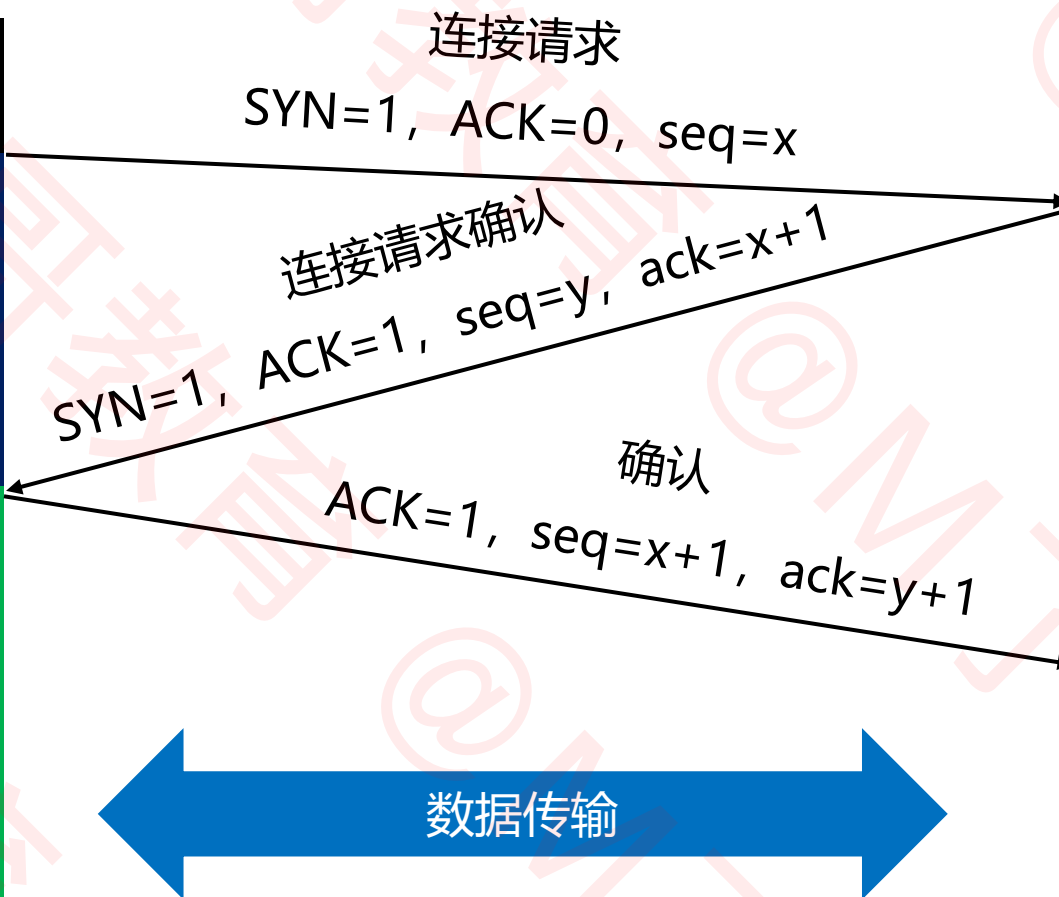 连接请求
SYN=1，ACK=0，seq=x
连接请求确认
SYN=1，ACK=1，seq=y，ack=x+1
确认
ACK=1，seq=x+1，ack=y+1
数据传输